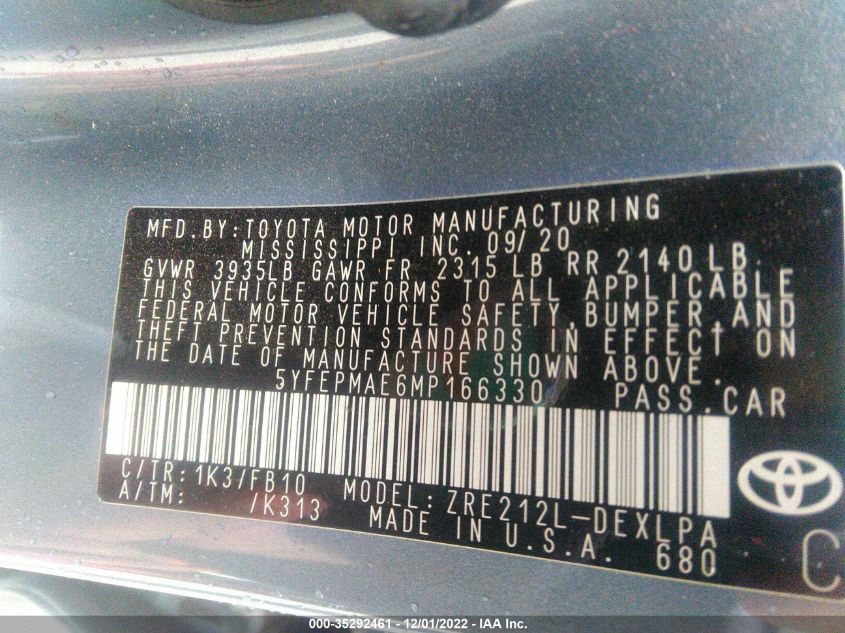 MFD. BY: TOYOTA MOTOR MANUFACTURING
MISSISSIPPI INC. 09/20
GVWR 3935LB GAWR FR 2315 LB RR 2140 LB
THIS VEHICLE CONFORMS TO ALL APPLICABLE
FEDERAL MOTOR VEHICLE SAFETY, BUMPER, AND
THEFT PREVENTION STANDARDS IN EFFECT ON
THE DATE OF MANUFACTURE SHOWN ABOVE.
5YFEPMAE6MP166330 PASS. CAR
C/TR: 1K3/FB10 MODEL: ZRE212L-DEXLPA
A/TM: /K313 MADE IN U.S.A. 680
C
000-35292461 - 12/01/2022 - IAA Inc.